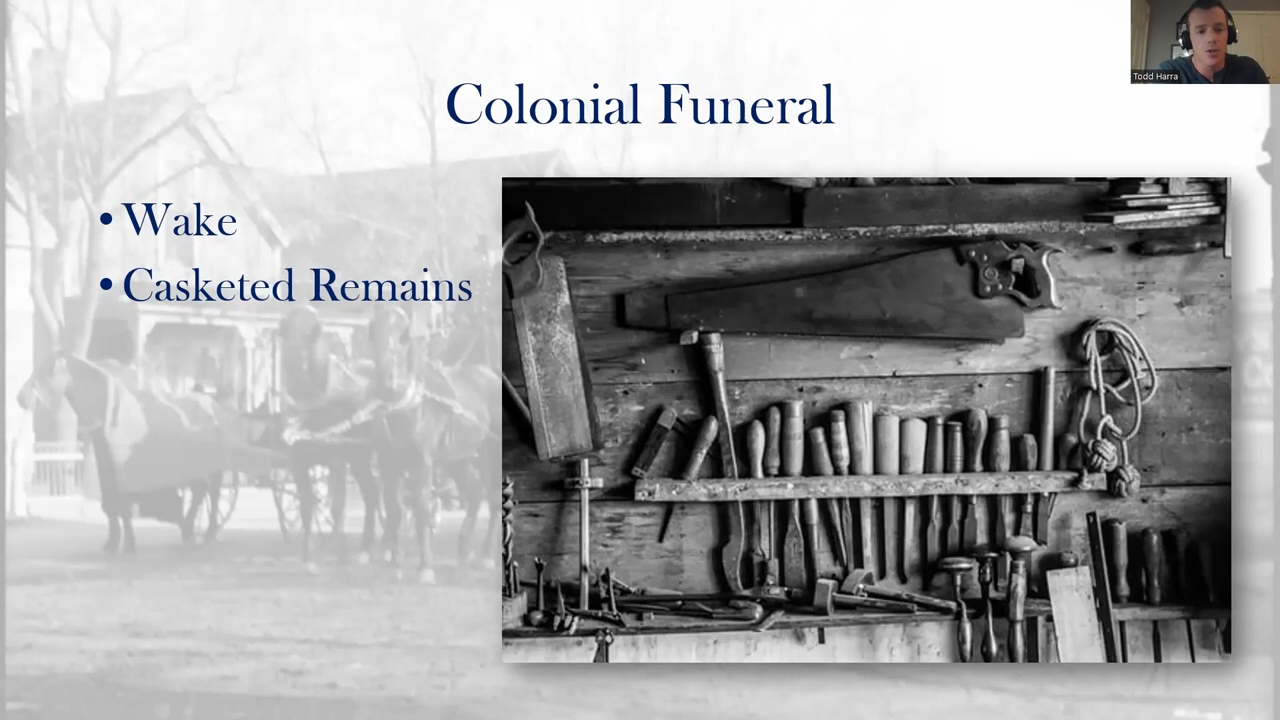 Todd Harra
Colonial Funeral
• Wake
• Casketed Remains